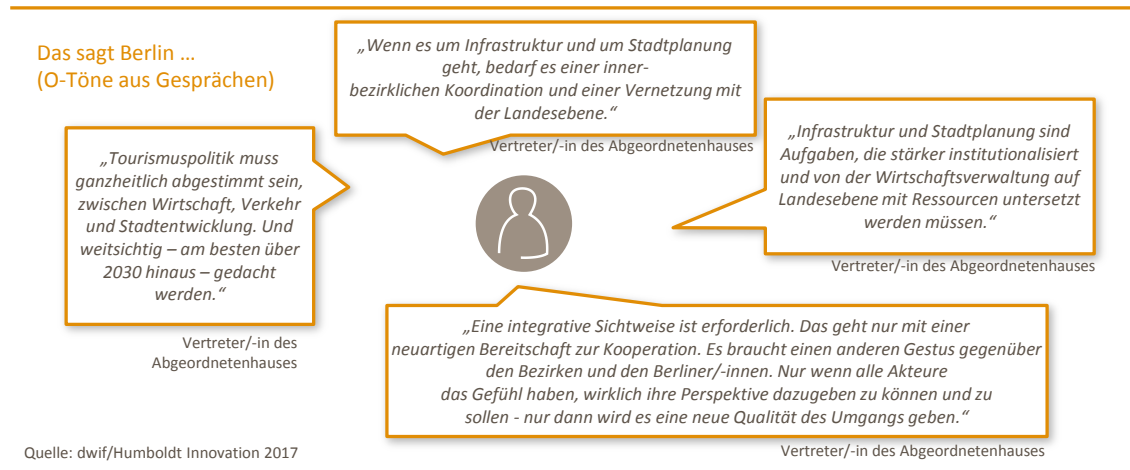 Das sagt Berlin …
(O-Töne aus Gesprächen)
„Wenn es um Infrastruktur und um Stadtplanung
geht, bedarf es einer inner-
bezirklichen Koordination und einer Vernetzung mit
der Landesebene.“
Vertreter/-in des Abgeordnetenhauses
„Tourismuspolitik muss
ganzheitlich abgestimmt sein,
zwischen Wirtschaft, Verkehr
und Stadtentwicklung. Und
weitsichtig – am besten über
2030 hinaus – gedacht
werden.“
Vertreter/-in des
Abgeordnetenhauses
„Infrastruktur und Stadtplanung sind
Aufgaben, die stärker institutionalisiert
und von der Wirtschaftsverwaltung auf
Landesebene mit Ressourcen untersetzt
werden müssen.“
Vertreter/-in des Abgeordnetenhauses
„Eine integrative Sichtweise ist erforderlich. Das geht nur mit einer
neuartigen Bereitschaft zur Kooperation. Es braucht einen anderen Gestus gegenüber
den Bezirken und den Berliner/-innen. Nur wenn alle Akteure
das Gefühl haben, wirklich ihre Perspektive dazugeben zu können und zu
sollen - nur dann wird es eine neue Qualität des Umgangs geben.“
Vertreter/-in des Abgeordnetenhauses
Quelle: dwif/Humboldt Innovation 2017